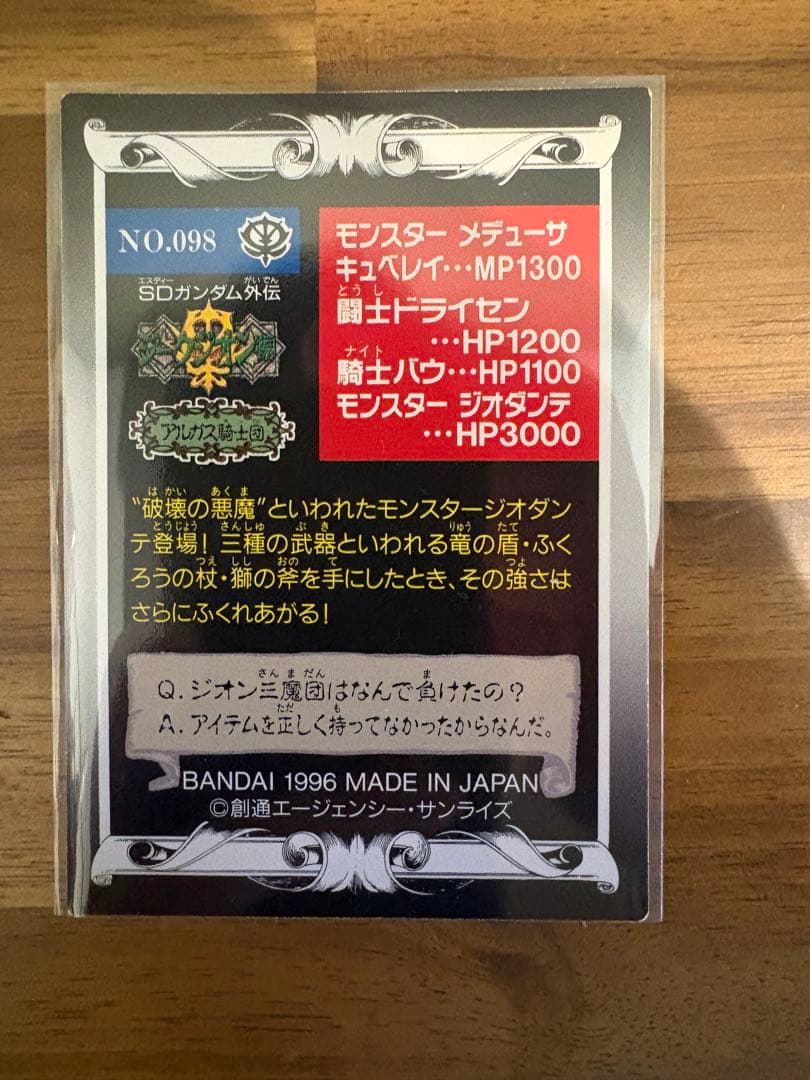 NO.098
SDガンダム外伝
エスディー がいでん
ジークジオン編
アルガス騎士団
モンスター メデューサ
キュベレイ…MP1300
とうし
闘士ドライセン
…HP1200
ナイト
騎士バウ…HP1100
モンスター ジオダンテ
…HP3000
はかい あくま
“破壊の悪魔”といわれたモンスタージオダン
とうじょう さんしゅ ぶき りゅう たて
テ登場!三種の武器といわれる竜の盾・ふく
つえ しし おの て つよ
ろうの杖・獅の斧を手にしたとき、その強さは
さらにふくれあがる!
さんまだん ま
Q.ジオン三魔団はなんで負けたの?
ただ も
A.アイテムを正しく持ってなかったからなんだ。
BANDAI 1996 MADE IN JAPAN
©創通エージェンシー・サンライズ